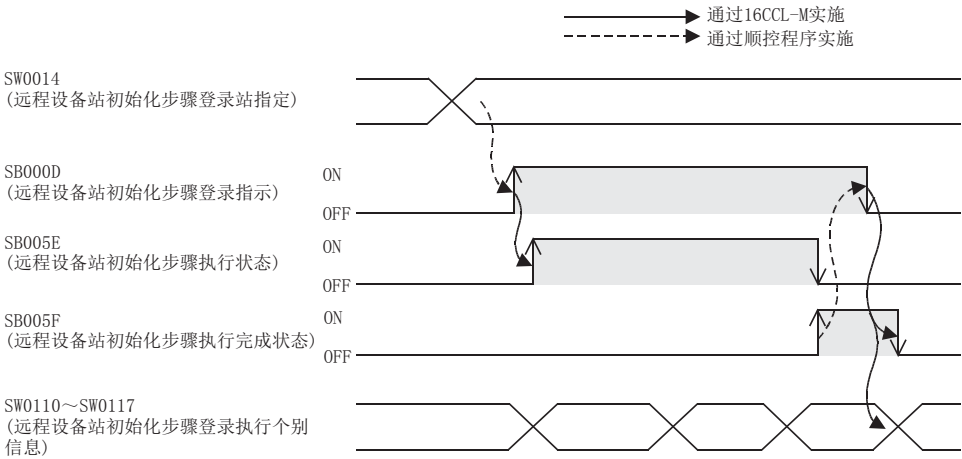 通过16CCL-M实施
通过顺控程序实施
SW0014
(远程设备站初始化步骤登录站指定)
SB000D
(远程设备站初始化步骤登录指示)
ON
OFF
SB005E
(远程设备站初始化步骤执行状态)
ON
OFF
SB005F
(远程设备站初始化步骤执行完成状态)
ON
OFF
SW0110～SW0117
(远程设备站初始化步骤登录执行个别
信息)